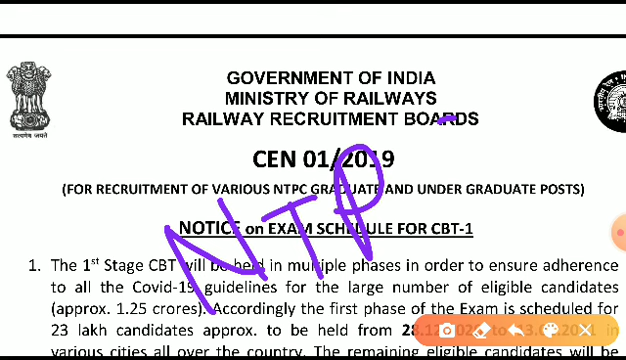 GOVERNMENT OF INDIA
MINISTRY OF RAILWAYS
RAILWAY RECRUITMENT BOARDS
सत्यमेव जयते
CEN 01/2019
(FOR RECRUITMENT OF VARIOUS NTPC GRADUATE AND UNDER GRADUATE POSTS)
NOTICE on EXAM SCHEDULE FOR CBT-1
NTP
1. The 1st Stage CBT will be held in multiple phases in order to ensure adherence
to all the Covid-19 guidelines for the large number of eligible candidates
(approx. 1.25 crores). Accordingly the first phase of the Exam is scheduled for
23 lakh candidates approx. to be held from
various cities all over the country. The remaining eligible candidates will be